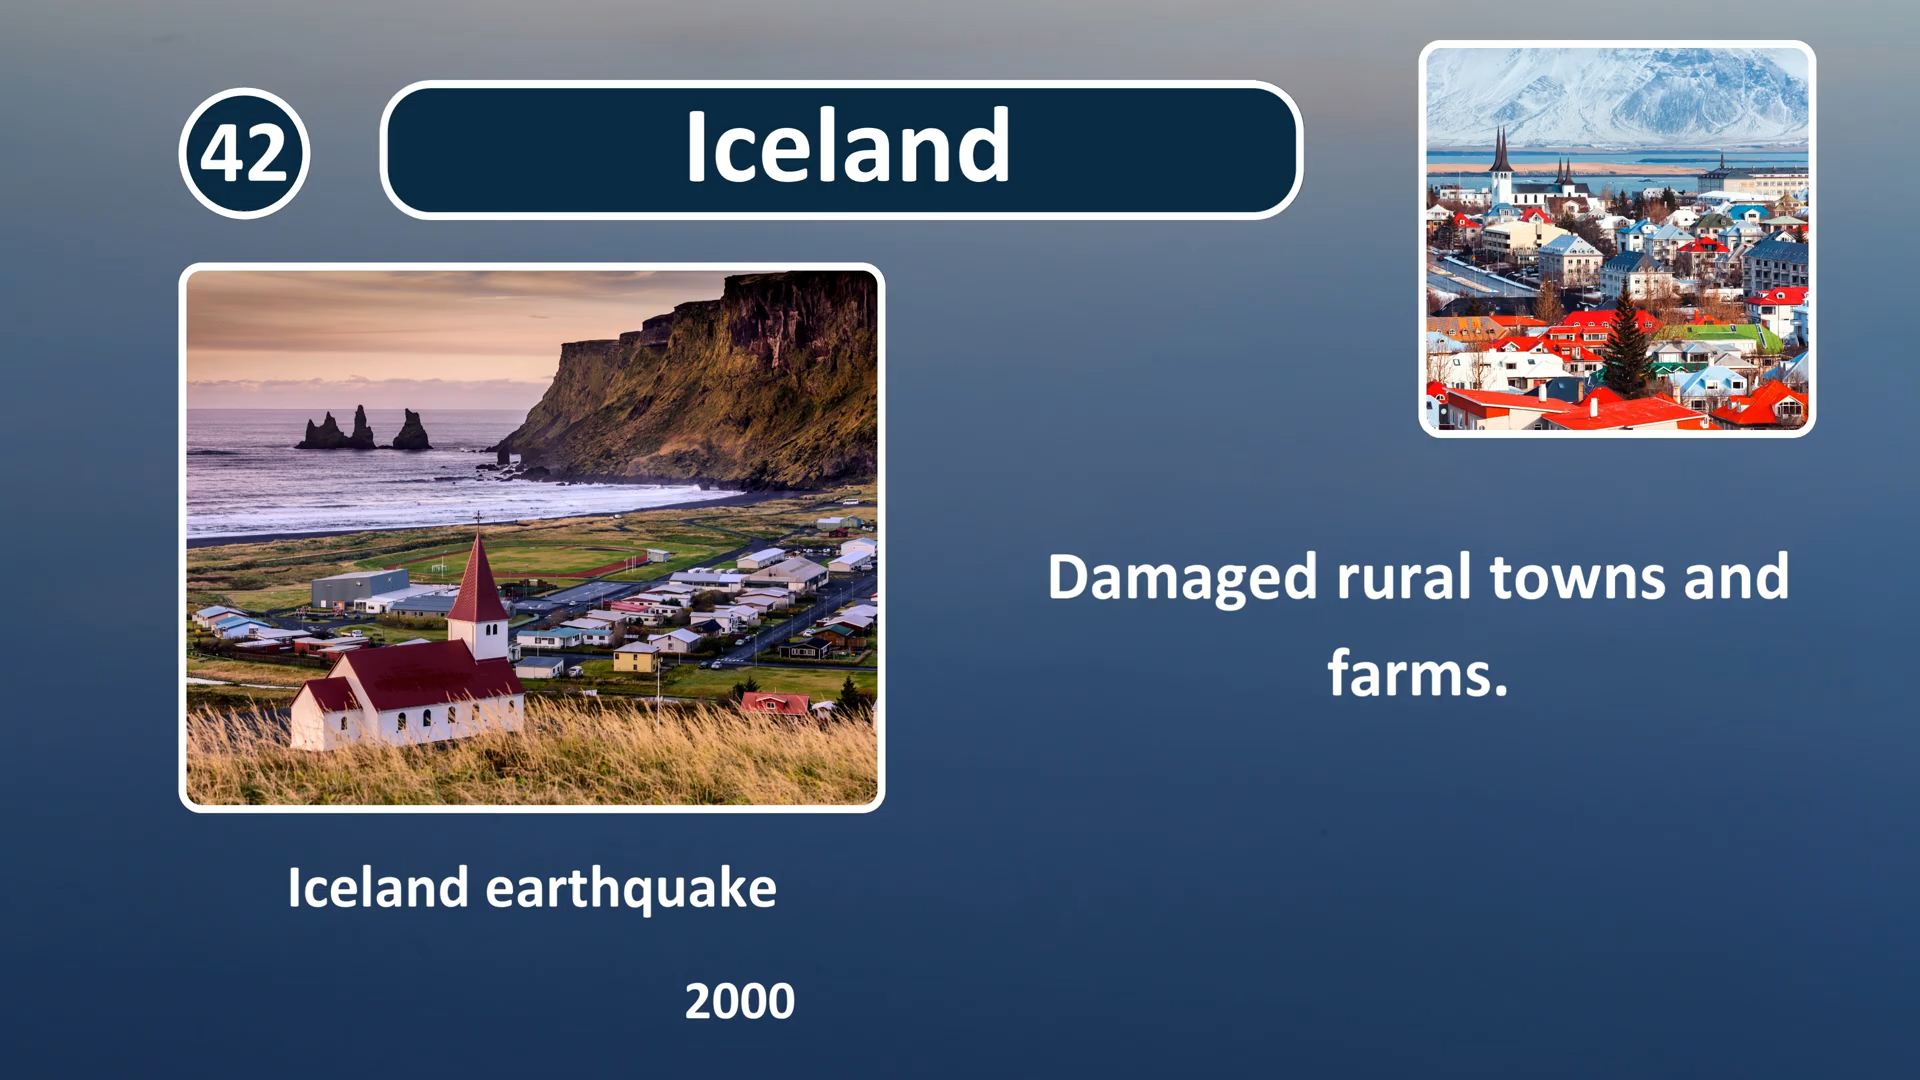 42
Iceland
Damaged rural towns and
farms.
Iceland earthquake
2000